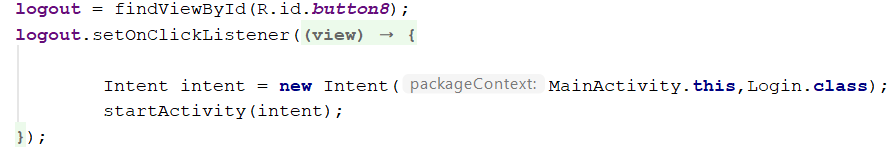 logout = findViewById(R.id.button8);
logout.setOnClickListener((view) → {
Intent intent = new Intent( packageContext: MainActivity.this,Login.class);
startActivity(intent);
});